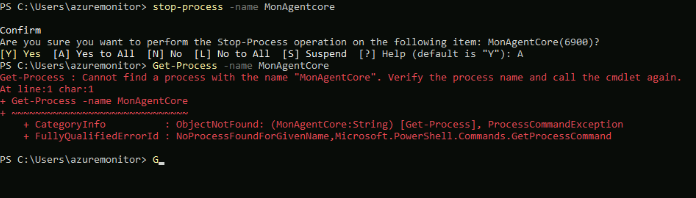 PS C:\Users\azuremonitor> stop-process -name MonAgentcore
Confirm
Are you sure you want to perform the Stop-Process operation on the following item: MonAgentCore(6900)?
[Y] Yes  [A] Yes to All  [N] No  [L] No to All  [S] Suspend  [?] Help (default is "Y"): A
PS C:\Users\azuremonitor> Get-Process -name MonAgentCore
Get-Process : Cannot find a process with the name "MonAgentCore". Verify the process name and call the cmdlet again.
At line:1 char:1
+ Get-Process -name MonAgentCore
+ ~~~~~~~~~~~~~~~~~~~~~~~~~~~~~~
    + CategoryInfo          : ObjectNotFound: (MonAgentCore:String) [Get-Process], ProcessCommandException
    + FullyQualifiedErrorId : NoProcessFoundForGivenName,Microsoft.PowerShell.Commands.GetProcessCommand
PS C:\Users\azuremonitor> G_